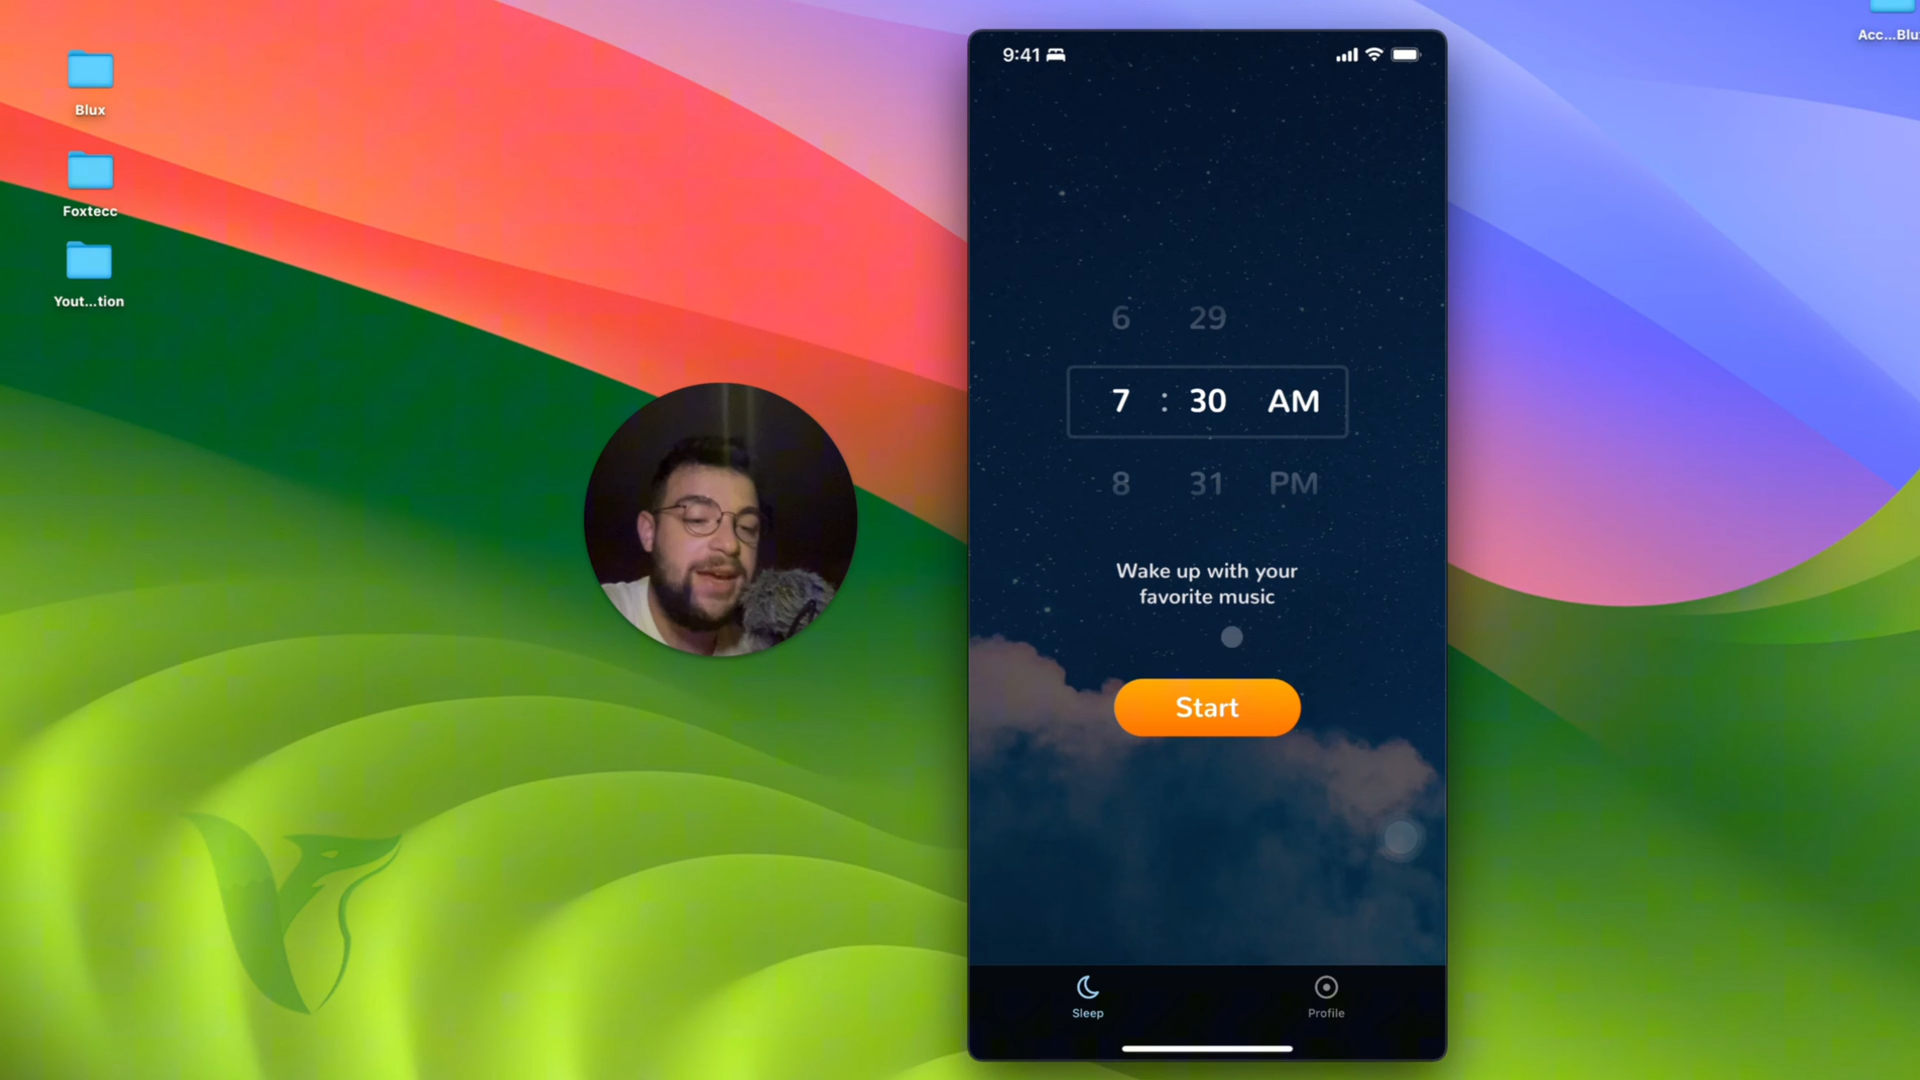 Blux
Foxtecc
Yout...tion
Acc...Blu
9:41
6 29
7 : 30 AM
8 31 PM
Wake up with your
favorite music
Start
Sleep
Profile